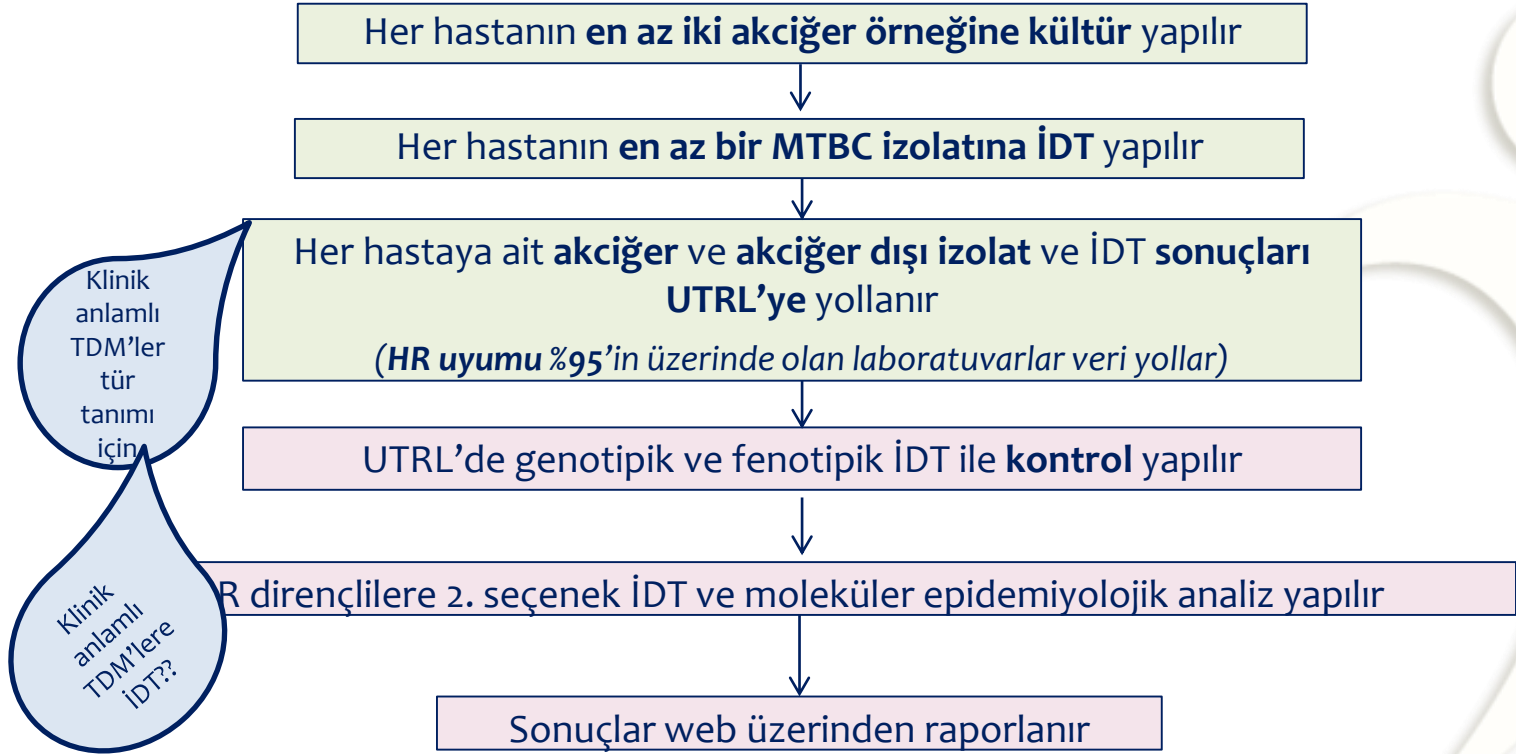 Her hastanın en az iki akciğer örneğine kültür yapılır
Her hastanın en az bir MTBC izolatına İDT yapılır
Her hastaya ait akciğer ve akciğer dışı izolat ve İDT sonuçları
UTRL’ye yollanır
(HR uyumu %95’in üzerinde olan laboratuvarlar veri yollar)
Klinik
anlamlı
TDM’ler
tür
tanımı
için
UTRL’de genotipik ve fenotipik İDT ile kontrol yapılır
R dirençlilere 2. seçenek İDT ve moleküler epidemiyolojik analiz yapılır
Klinik
anlamlı
TDM’lere
İDT??
Sonuçlar web üzerinden raporlanır